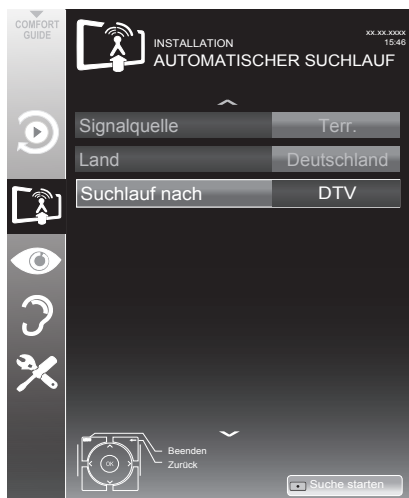 COMFORT
GUIDE
INSTALLATION
AUTOMATISCHER SUCHLAUF
xx.xx.xxxx
15:46
Signalquelle Terr.
Land Deutschland
Suchlauf nach DTV
OK
Beenden
Zurück
Suche starten